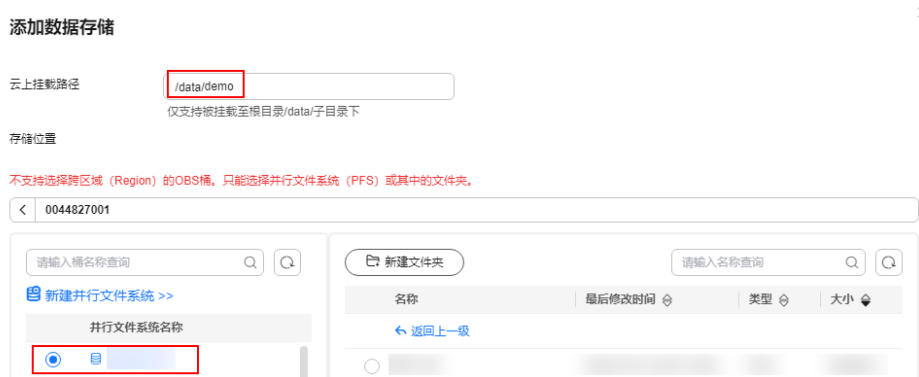 添加数据存储
云上挂载路径
/data/demo
仅支持被挂载至根目录/data/子目录下
存储位置
不支持选择跨区域（Region）的OBS桶。只能选择并行文件系统（PFS）或其中的文件夹。
0044827001
请输入桶名称查询
新建文件夹
请输入名称查询
新建并行文件系统 >>
名称 最后修改时间 类型 大小
并行文件系统名称
返回上一级